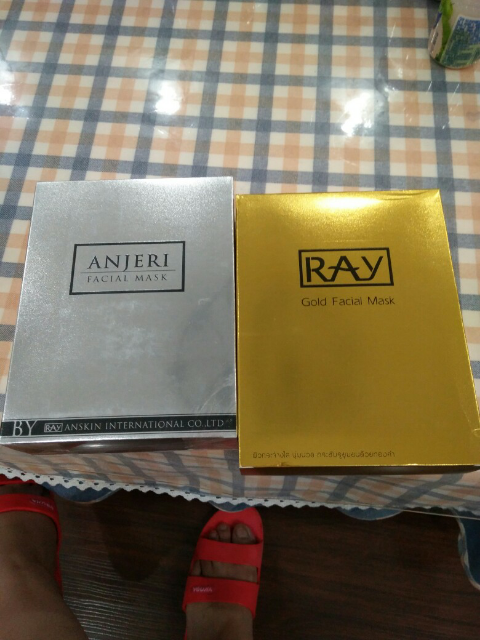 ANJERI
FACIAL MASK
BY RAY ANSKIN INTERNATIONAL CO.,LTD
RAY
Gold Facial Mask